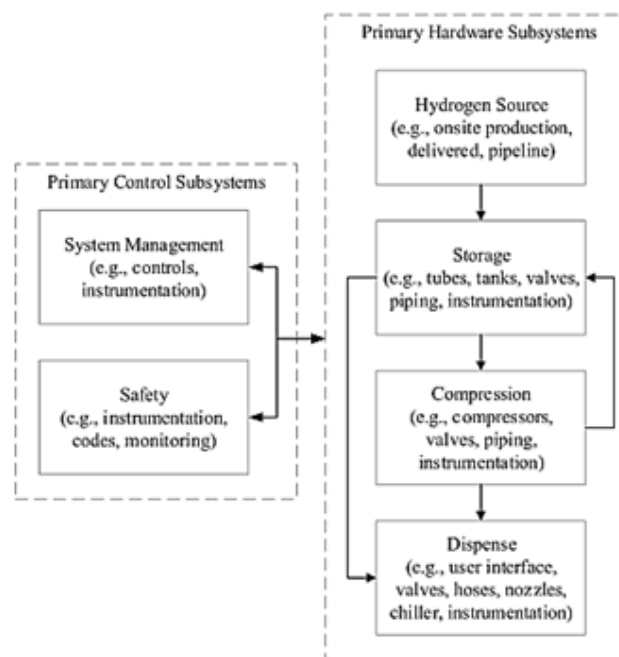 Primary Hardware Subsystems
Hydrogen Source
(e.g., onsite production,
delivered, pipeline)
Primary Control Subsystems
System Management
(e.g., controls,
instrumentation)
Storage
(e.g., tubes, tanks, valves,
piping, instrumentation)
Safety
(e.g., instrumentation,
codes, monitoring)
Compression
(e.g., compressors,
valves, piping,
instrumentation)
Dispense
(e.g., user interface,
valves, hoses, nozzles,
chiller, instrumentation)